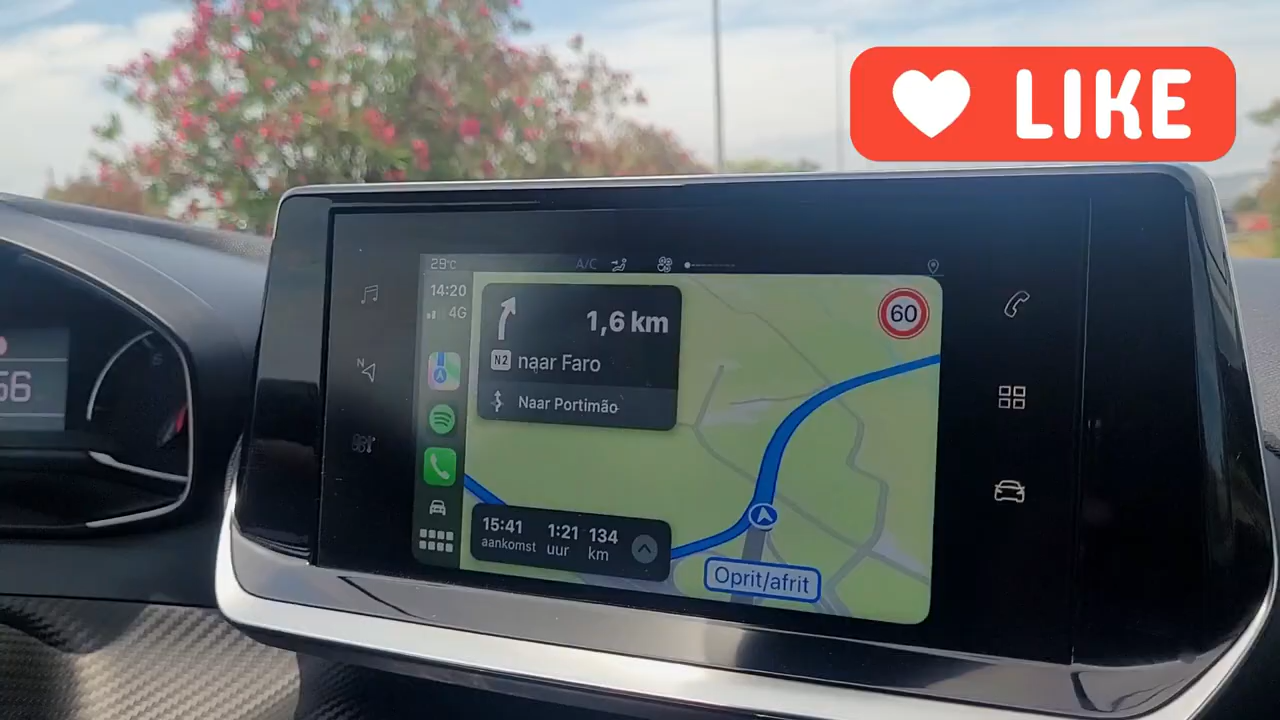 LIKE
29°C
A/C
14:20
4G
1,6 km
N2 naar Faro
Naar Portimão
60
15:41 1:21 134
aankomst uur km
Oprit/afrit
N